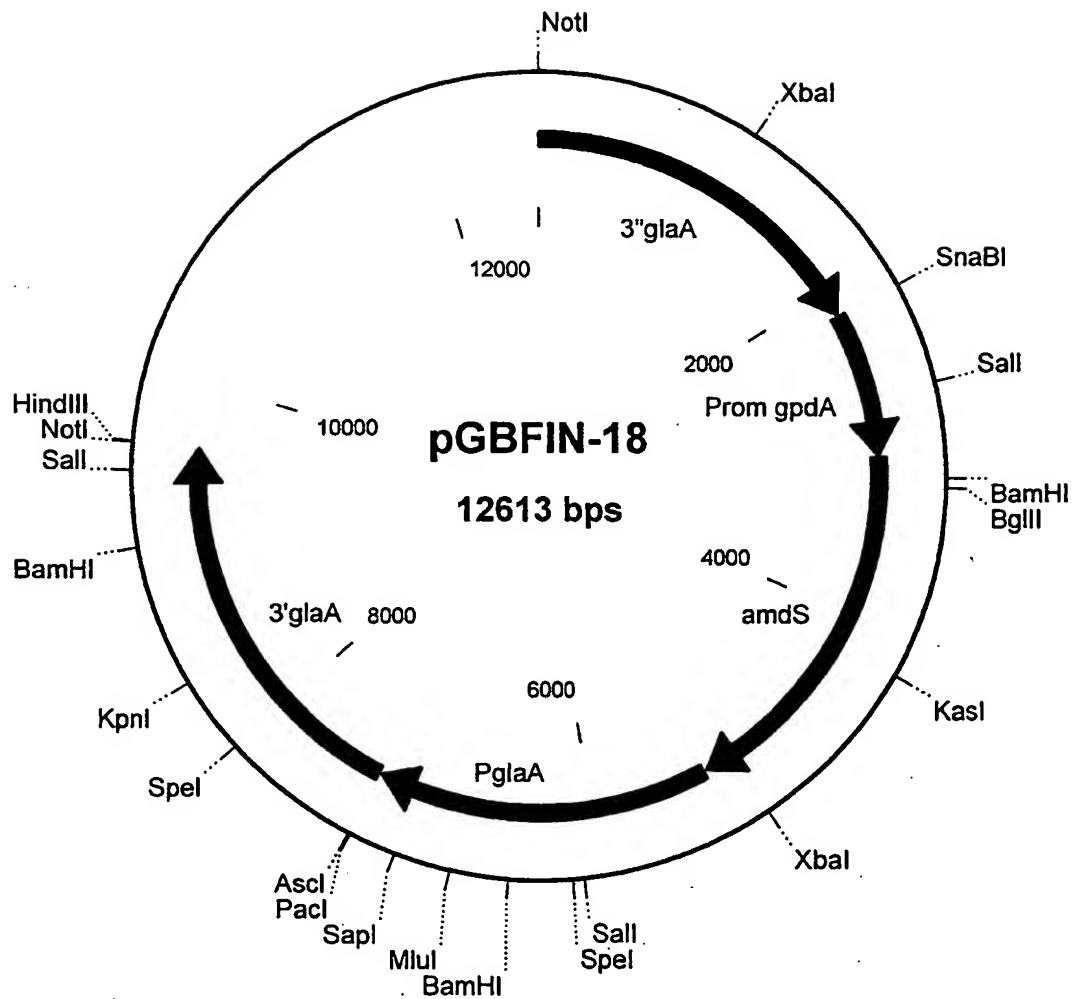 NotI
XbaI
3"glaA
SnaBI
12000
2000
SalI
Prom gpdA
HindIII
NotI
SalI
10000
pGBFIN-18
12613 bps
BamHI
BglII
BamHI
4000
amdS
3'glaA
8000
KasI
6000
KpnI
SpeI
PglaA
XbaI
AscI
PacI
SapI
MluI
BamHI
SalI
SpeI